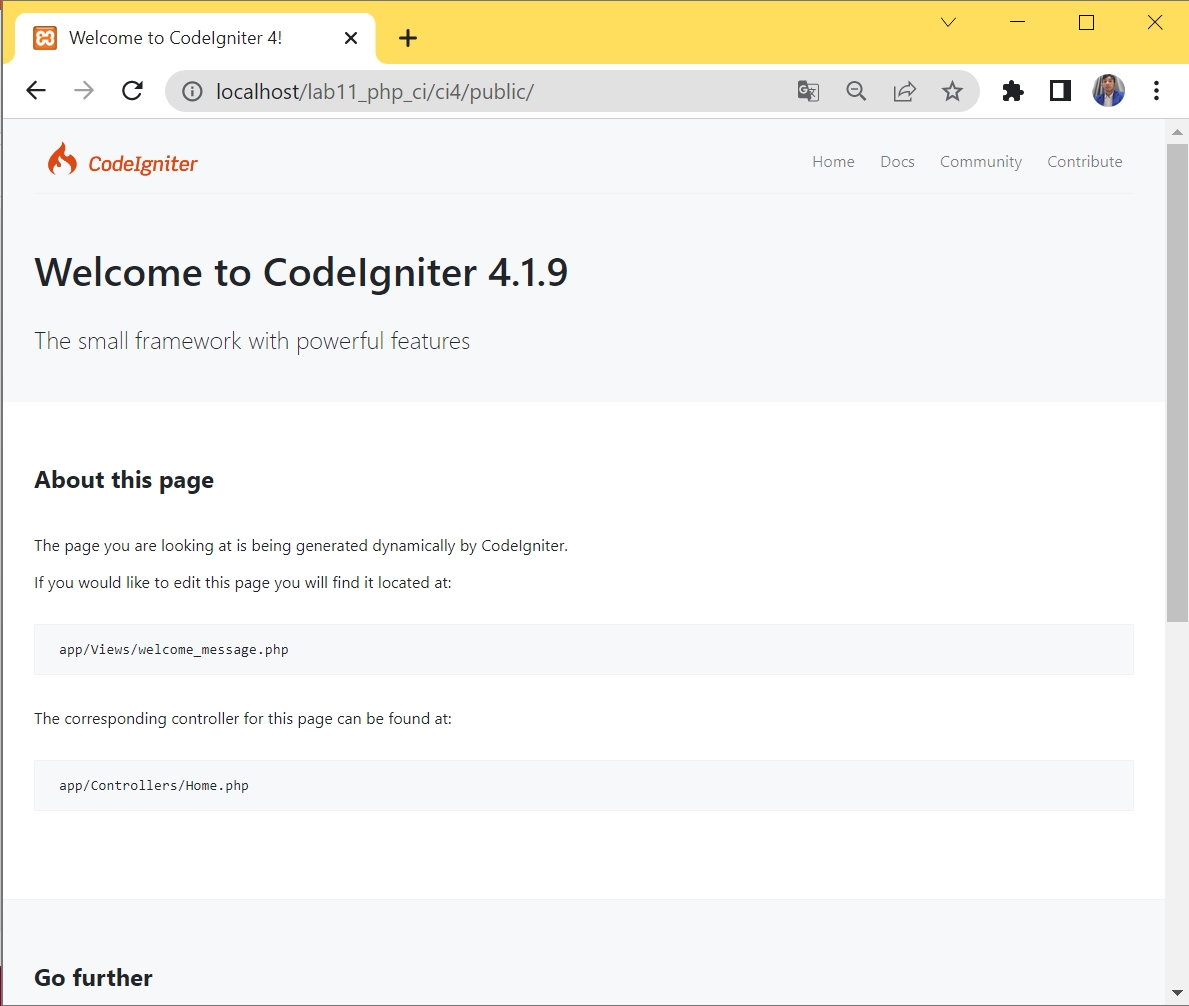 Welcome to CodeIgniter 4!
localhost/lab11_php_ci/ci4/public/
CodeIgniter
Home Docs Community Contribute
Welcome to CodeIgniter 4.1.9
The small framework with powerful features
About this page
The page you are looking at is being generated dynamically by CodeIgniter.
If you would like to edit this page you will find it located at:
app/Views/welcome_message.php
The corresponding controller for this page can be found at:
app/Controllers/Home.php
Go further